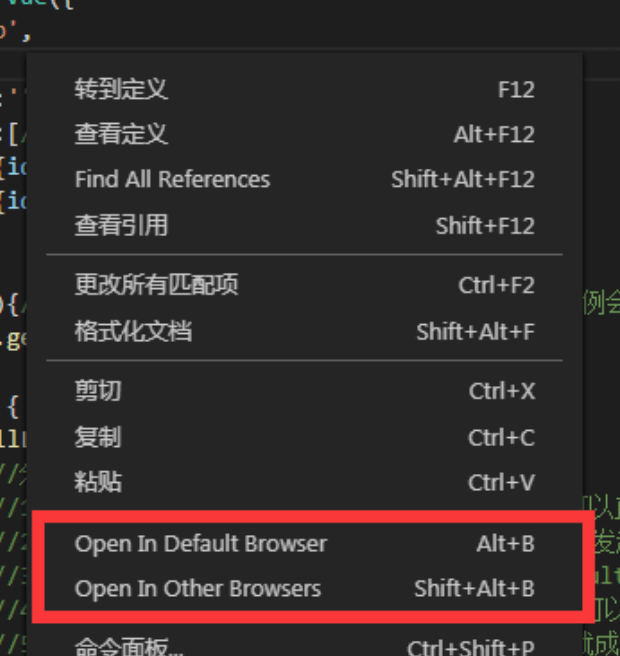 转到定义 F12
查看定义 Alt+F12
Find All References Shift+Alt+F12
查看引用 Shift+F12
更改所有匹配项 Ctrl+F2
格式化文档 Shift+Alt+F
剪切 Ctrl+X
复制 Ctrl+C
粘贴 Ctrl+V
Open In Default Browser Alt+B
Open In Other Browsers Shift+Alt+B
命令面板... Ctrl+Shift+P